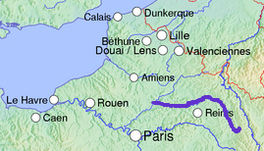 Dunkerque
Calais
Lille
Béthune
Douai / Lens
Valenciennes
Amiens
Le Havre
Rouen
Reims
Caen
Paris